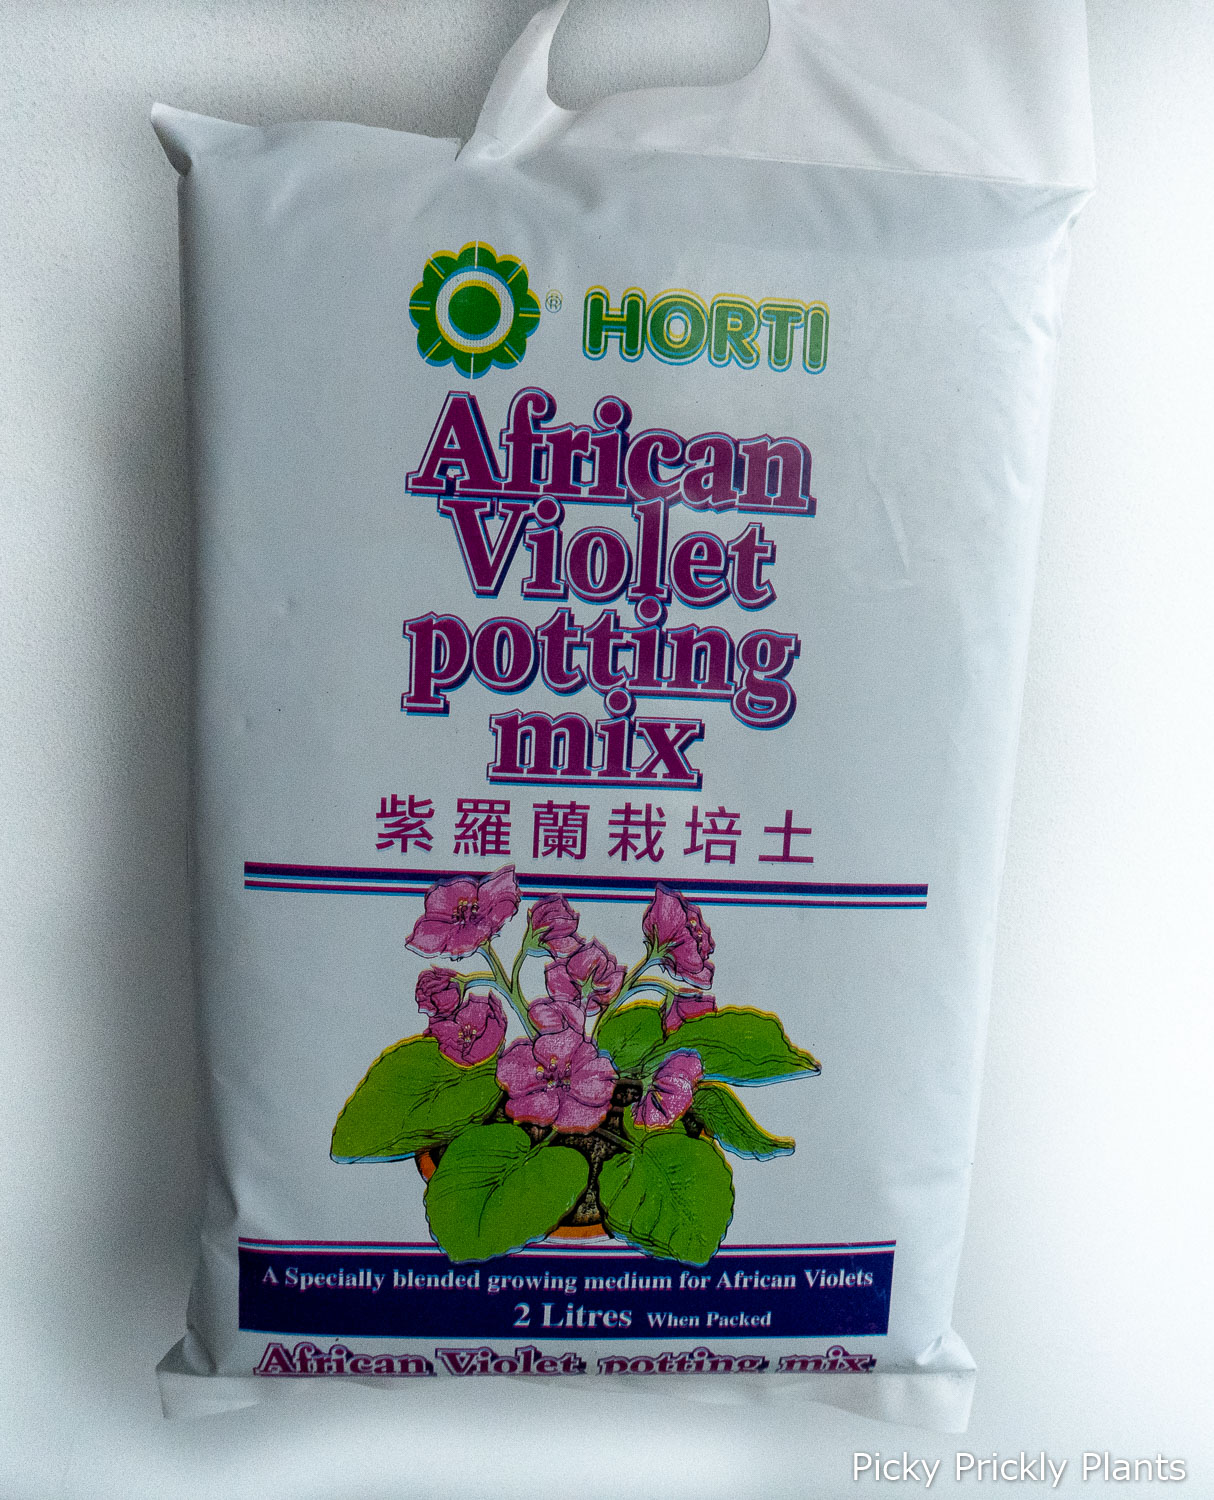 ® HORTI
African
Violet
potting
mix
紫羅蘭栽培土
A Specially blended growing medium for African Violets
2 Litres When Packed
African Violet potting mix
Picky Prickly Plants